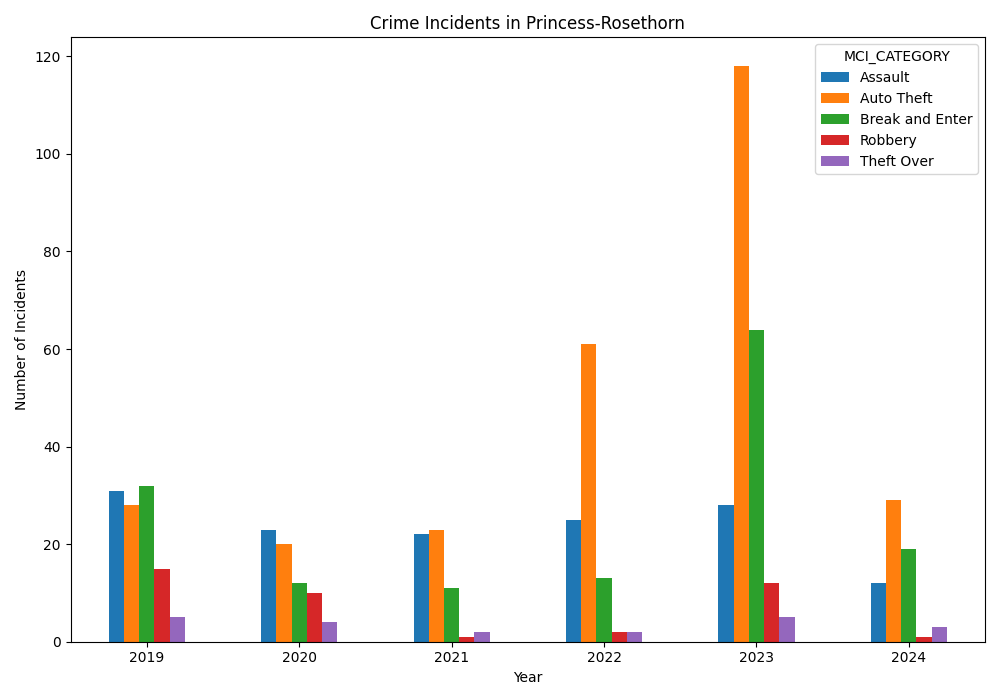 Crime Incidents in Princess-Rosethorn
MCI_CATEGORY
Assault
Auto Theft
Break and Enter
Robbery
Theft Over
Number of Incidents
120
100
80
60
40
20
0
2019
2020
2021
2022
2023
2024
Year